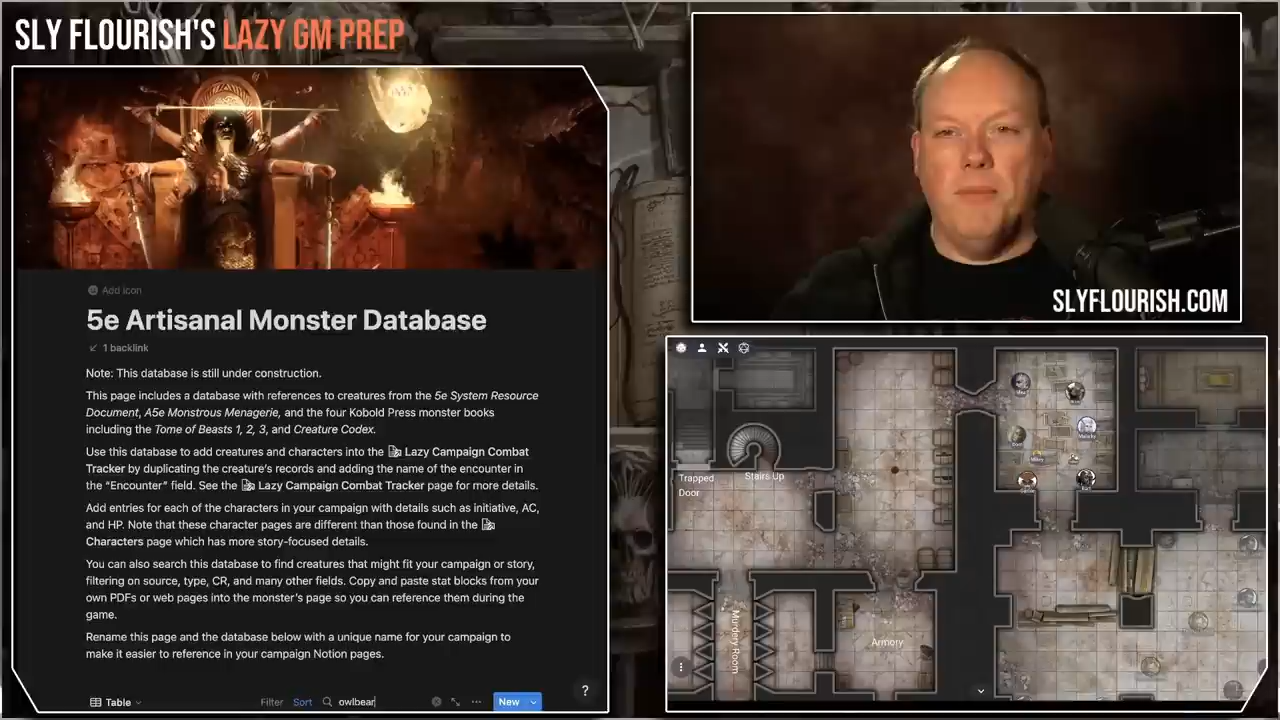 SLY FLOURISH'S LAZY GM PREP
Add icon
5e Artisanal Monster Database
1 backlink
Note: This database is still under construction.
This page includes a database with references to creatures from the 5e System Resource
Document, A5e Monstrous Menagerie, and the four Kobold Press monster books
including the Tome of Beasts 1, 2, 3, and Creature Codex.
Use this database to add creatures and characters into the Lazy Campaign Combat
Tracker by duplicating the creature's records and adding the name of the encounter in
the “Encounter” field. See the Lazy Campaign Combat Tracker page for more details.
Add entries for each of the characters in your campaign with details such as initiative, AC,
and HP. Note that these character pages are different than those found in the
Characters page which has more story-focused details.
You can also search this database to find creatures that might fit your campaign or story,
filtering on source, type, CR, and many other fields. Copy and paste stat blocks from your
own PDFs or web pages into the monster's page so you can reference them during the
game.
Rename this page and the database below with a unique name for your campaign to
make it easier to reference in your campaign Notion pages.
Table Filter Sort owlbear New
?
SLYFLOURISH.COM
Trapped
Door
Stairs Up
Murdery Room
Armory